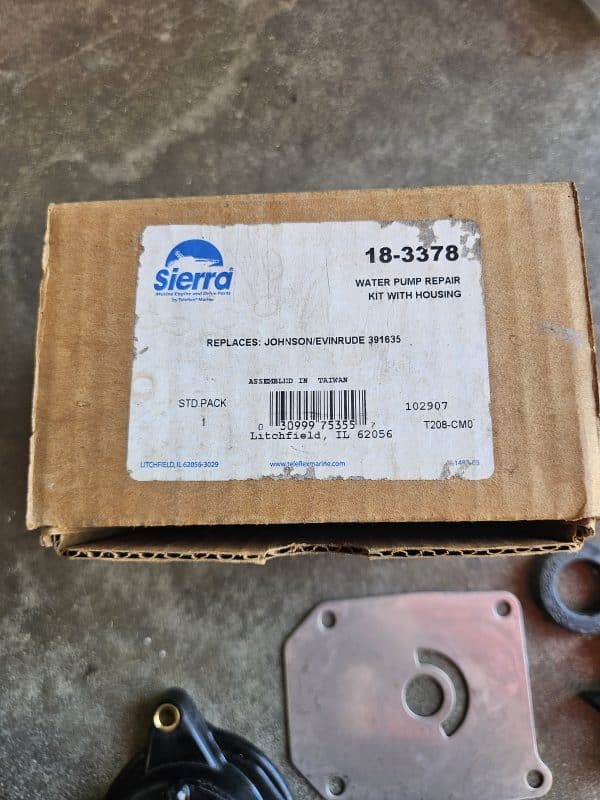 Sierra®
18-3378
Marine Engine and Drive Parts
by Teleflex® Marine
WATER PUMP REPAIR
KIT WITH HOUSING
REPLACES: JOHNSON/EVINRUDE 391635
ASSEMBLED IN TAIWAN
STD.PACK
1
102907
0 30999 75355 7
T208-CM0
Litchfield, IL 62056
LITCHFIELD, IL 62056-3029
www.teleflexmarine.com